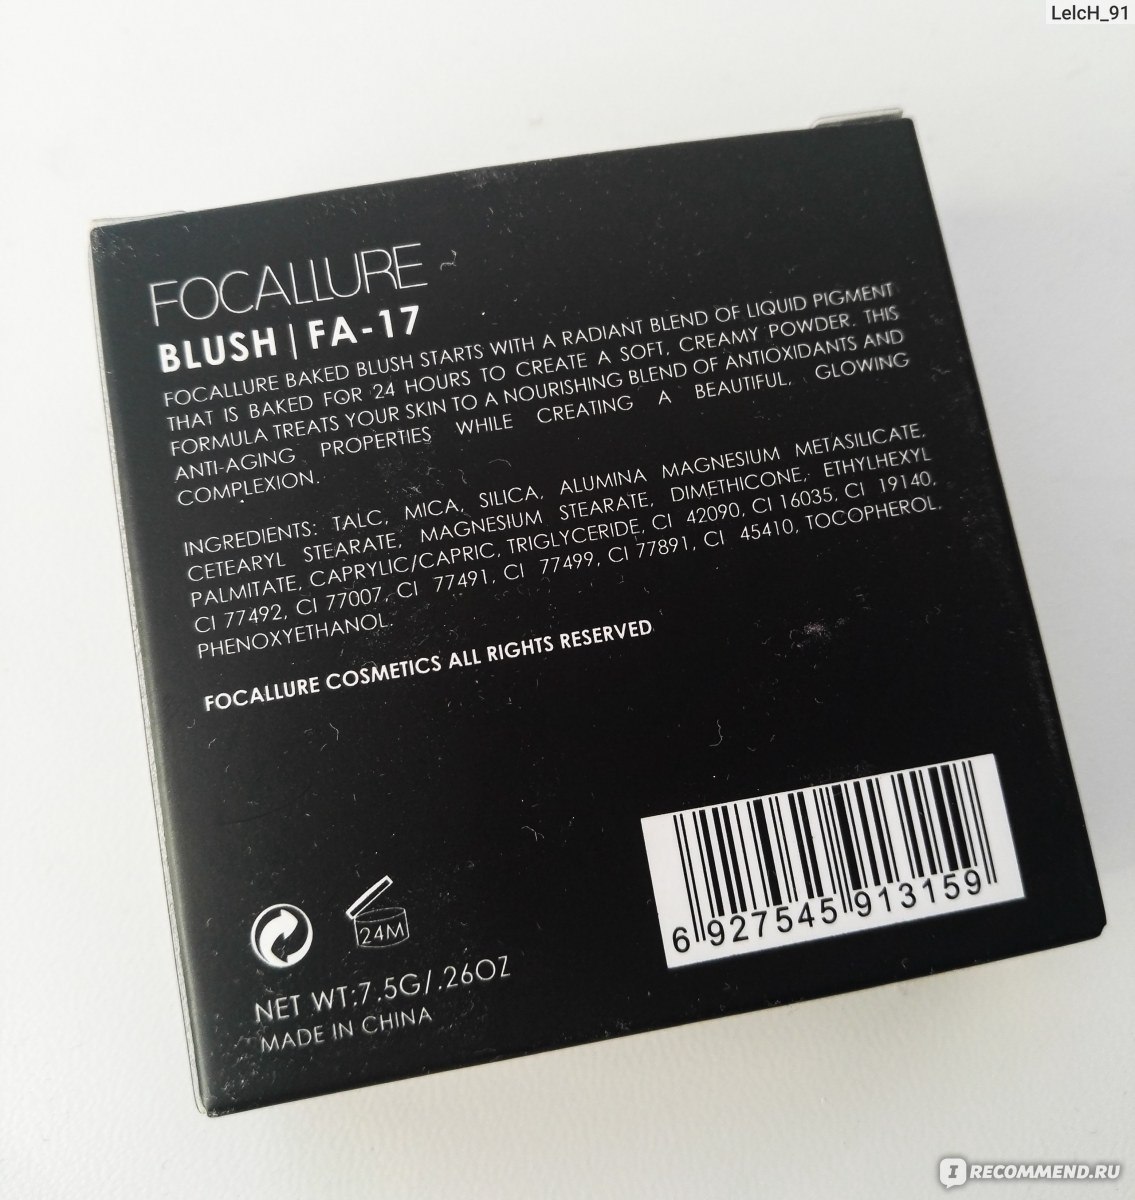 LelcH_91
FOCALLURE
BLUSH | FA-17
FOCALLURE BAKED BLUSH STARTS WITH A RADIANT BLEND OF LIQUID PIGMENT
THAT IS BAKED FOR 24 HOURS TO CREATE A SOFT, CREAMY POWDER. THIS
FORMULA TREATS YOUR SKIN TO A NOURISHING BLEND OF ANTIOXIDANTS AND
ANTI-AGING PROPERTIES WHILE CREATING A BEAUTIFUL, GLOWING
COMPLEXION.
INGREDIENTS: TALC, MICA, SILICA, ALUMINA MAGNESIUM METASILICATE,
CETEARYL STEARATE, MAGNESIUM STEARATE, DIMETHICONE, ETHYLHEXYL
PALMITATE, CAPRYLIC/CAPRIC, TRIGLYCERIDE, CI 42090, CI 16035, CI 19140,
CI 77492, CI 77007, CI 77491, CI 77499, CI 77891, CI 45410, TOCOPHEROL,
PHENOXYETHANOL.
FOCALLURE COSMETICS ALL RIGHTS RESERVED
24M
NET WT:7.5G/.26OZ
MADE IN CHINA
6 927545 913159
IRECOMMEND.RU